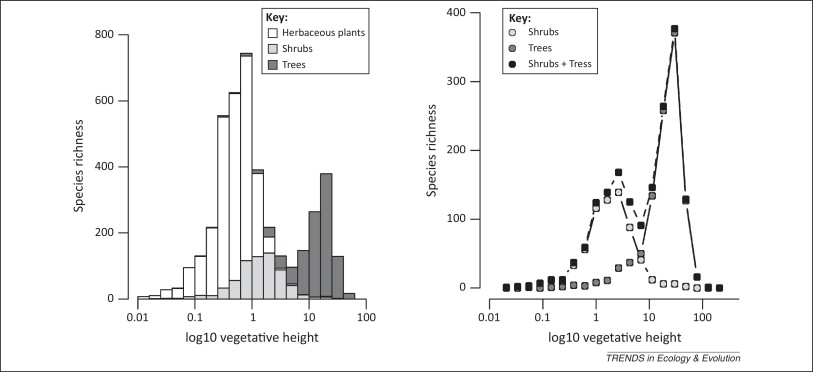 Key:
Herbaceous plants
Shrubs
Trees
800
600
400
200
0
Species richness
0.01
0.1
1
10
100
log10 vegetative height
Key:
Shrubs
Trees
Shrubs + Tress
400
300
200
100
0
Species richness
0.01
0.1
1
10
100
log10 vegetative height
TRENDS in Ecology & Evolution